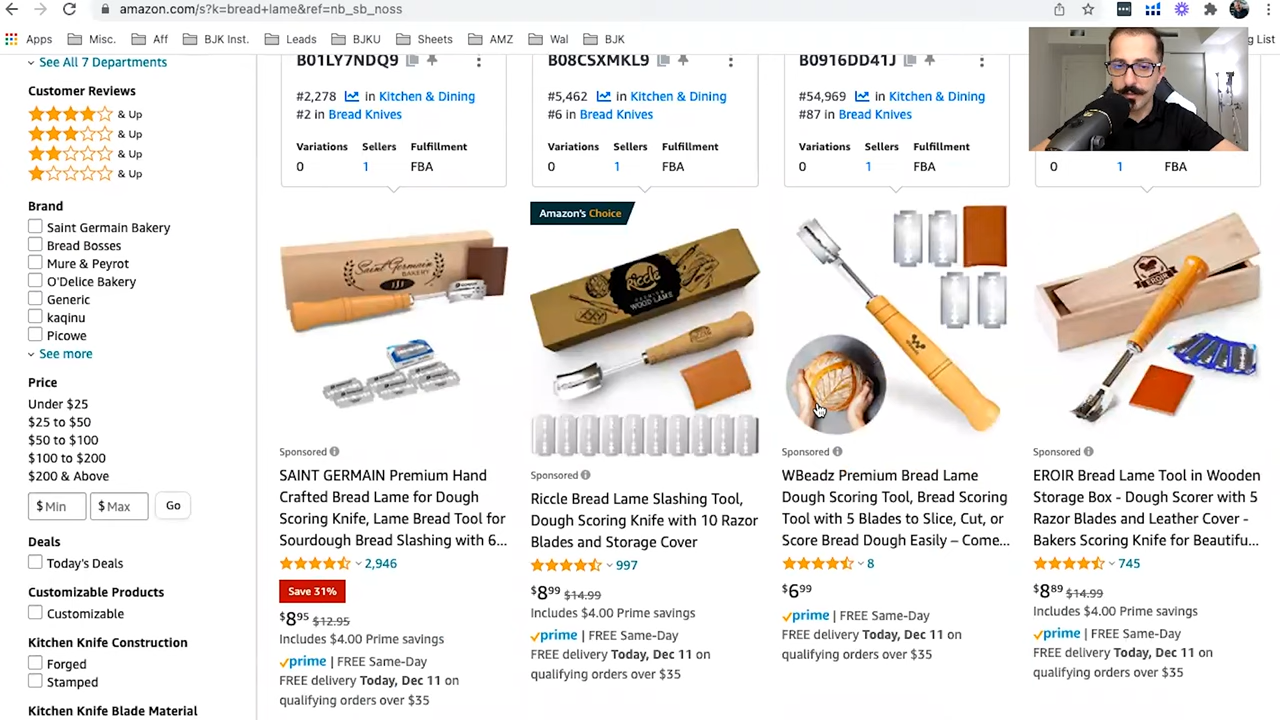 amazon.com/s?k=bread+lame&ref=nb_sb_noss
Apps Misc. Aff BJK Inst. Leads BJKU Sheets AMZ Wal BJK
g List
See All 7 Departments
Customer Reviews
& Up
& Up
& Up
& Up
Brand
Saint Germain Bakery
Bread Bosses
Mure & Peyrot
O'Delice Bakery
Generic
kaqinu
Picowe
See more
Price
Under $25
$25 to $50
$50 to $100
$100 to $200
$200 & Above
$ Min $ Max Go
Deals
Today's Deals
Customizable Products
Customizable
Kitchen Knife Construction
Forged
Stamped
Kitchen Knife Blade Material
B01LY7NDQ9
#2,278 in Kitchen & Dining
#2 in Bread Knives
Variations Sellers Fulfillment
0 1 FBA
Saint Germain
BAKERY
Sponsored
SAINT GERMAIN Premium Hand
Crafted Bread Lame for Dough
Scoring Knife, Lame Bread Tool for
Sourdough Bread Slashing with 6...
2,946
Save 31%
$8.95 $12.95
Includes $4.00 Prime savings
prime | FREE Same-Day
FREE delivery Today, Dec 11 on
qualifying orders over $35
B08CSXMKL9
#5,462 in Kitchen & Dining
#6 in Bread Knives
Variations Sellers Fulfillment
0 1 FBA
Amazon's Choice
Riccle
PREMIUM
WOOD LAME
Sponsored
Riccle Bread Lame Slashing Tool,
Dough Scoring Knife with 10 Razor
Blades and Storage Cover
997
$8.99 $14.99
Includes $4.00 Prime savings
prime | FREE Same-Day
FREE delivery Today, Dec 11 on
qualifying orders over $35
B0916DD41J
#54,969 in Kitchen & Dining
#87 in Bread Knives
Variations Sellers Fulfillment
0 1 FBA
Sponsored
WBeadz Premium Bread Lame
Dough Scoring Tool, Bread Scoring
Tool with 5 Blades to Slice, Cut, or
Score Bread Dough Easily – Come...
8
$6.99
prime | FREE Same-Day
FREE delivery Today, Dec 11 on
qualifying orders over $35
0 1 FBA
EROIR
Sponsored
EROIR Bread Lame Tool in Wooden
Storage Box - Dough Scorer with 5
Razor Blades and Leather Cover -
Bakers Scoring Knife for Beautifu...
745
$8.89 $14.99
Includes $4.00 Prime savings
prime | FREE Same-Day
FREE delivery Today, Dec 11 on
qualifying orders over $35